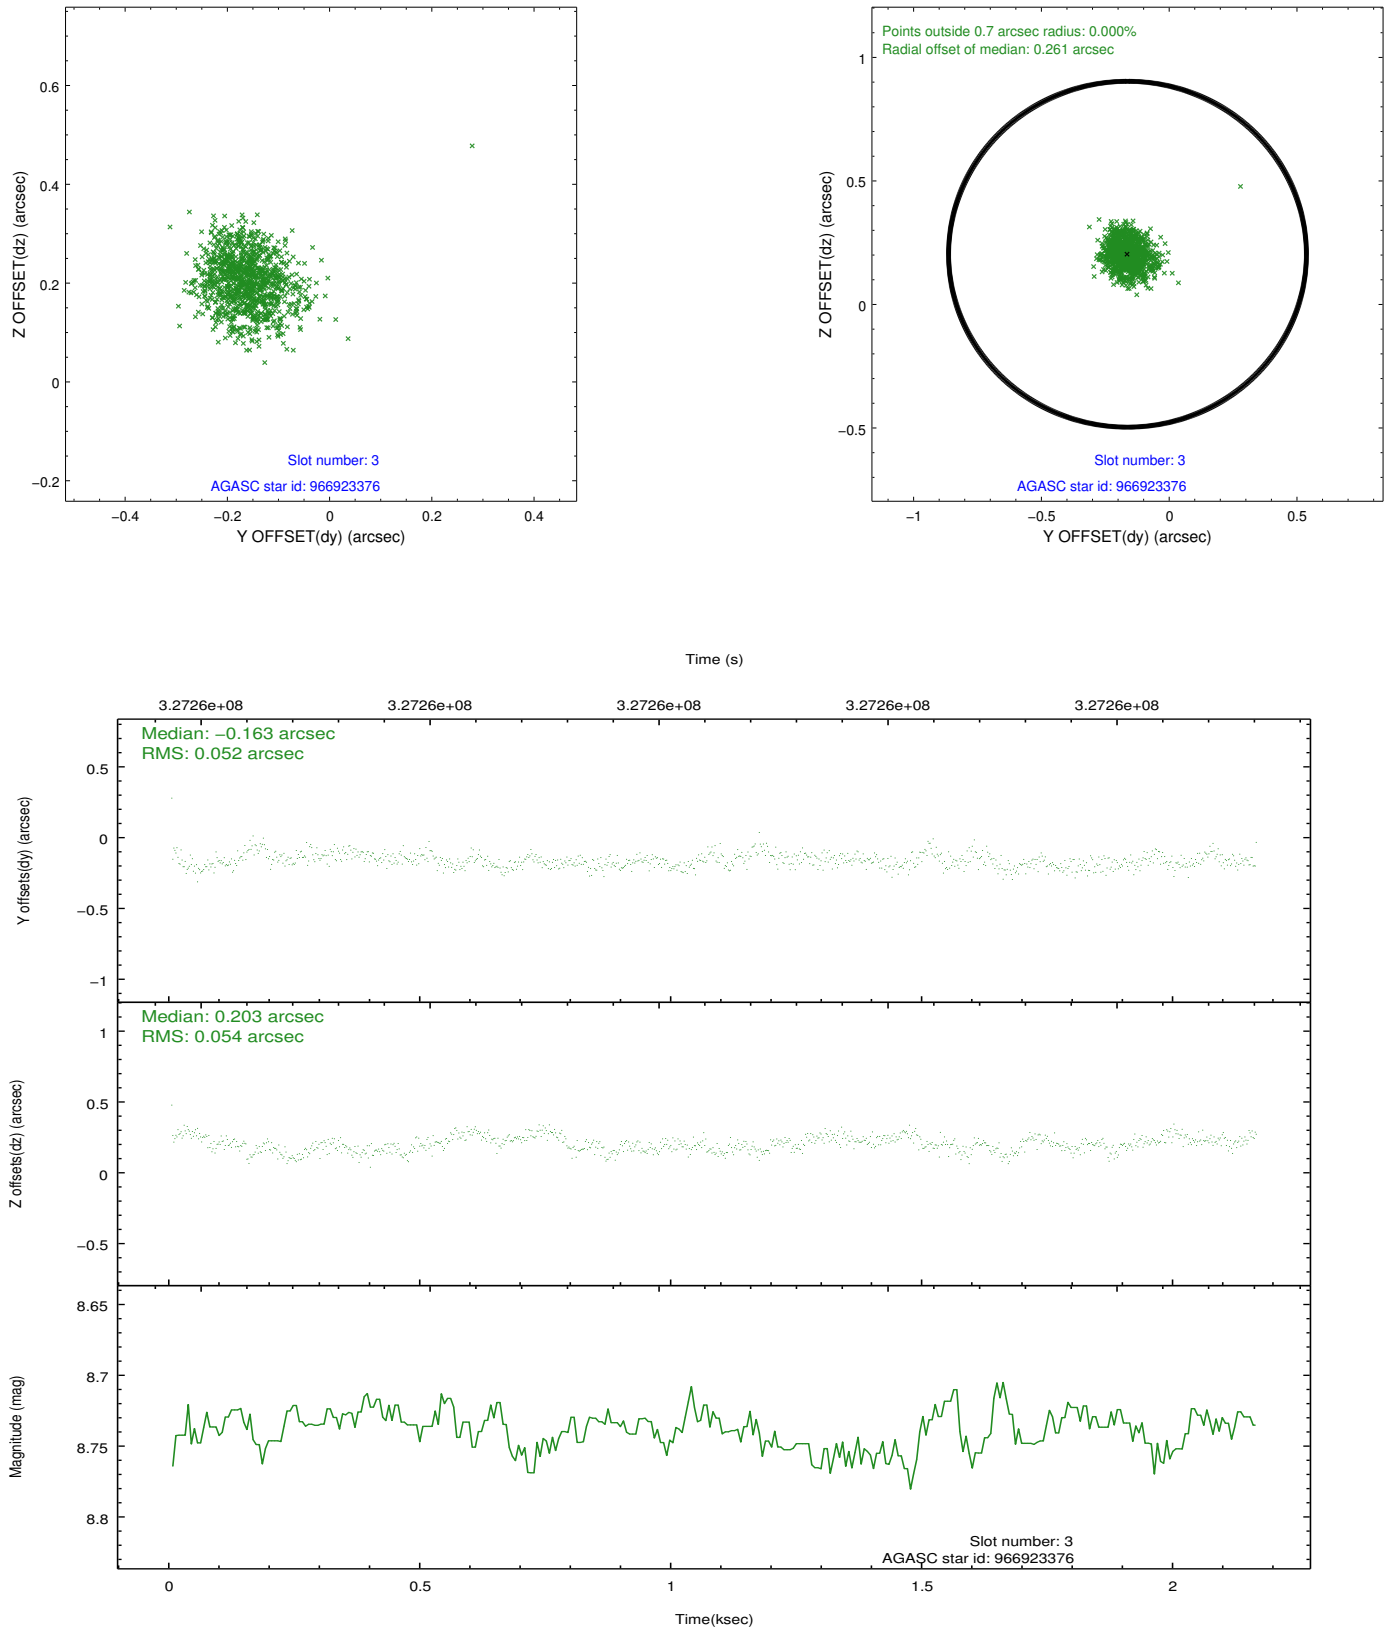 0.6
0.4
0.2
0
−0.2
Z OFFSET(dz) (arcsec)
Slot number: 3
AGASC star id: 966923376
−0.4
−0.2
0
0.2
0.4
Y OFFSET(dy) (arcsec)
Points outside 0.7 arcsec radius: 0.000%
Radial offset of median: 0.261 arcsec
1
0.5
0
−0.5
Z OFFSET(dz) (arcsec)
Slot number: 3
AGASC star id: 966923376
−1
−0.5
0
0.5
Y OFFSET(dy) (arcsec)
Time (s)
3.2726e+08
3.2726e+08
3.2726e+08
3.2726e+08
3.2726e+08
Median: −0.163 arcsec
RMS: 0.052 arcsec
0.5
0
−0.5
−1
Y offsets(dy) (arcsec)
Median: 0.203 arcsec
RMS: 0.054 arcsec
1
0.5
0
−0.5
Z offsets(dz) (arcsec)
8.65
8.7
8.75
8.8
Magnitude (mag)
Slot number: 3
AGASC star id: 966923376
0
0.5
1
1.5
2
Time(ksec)